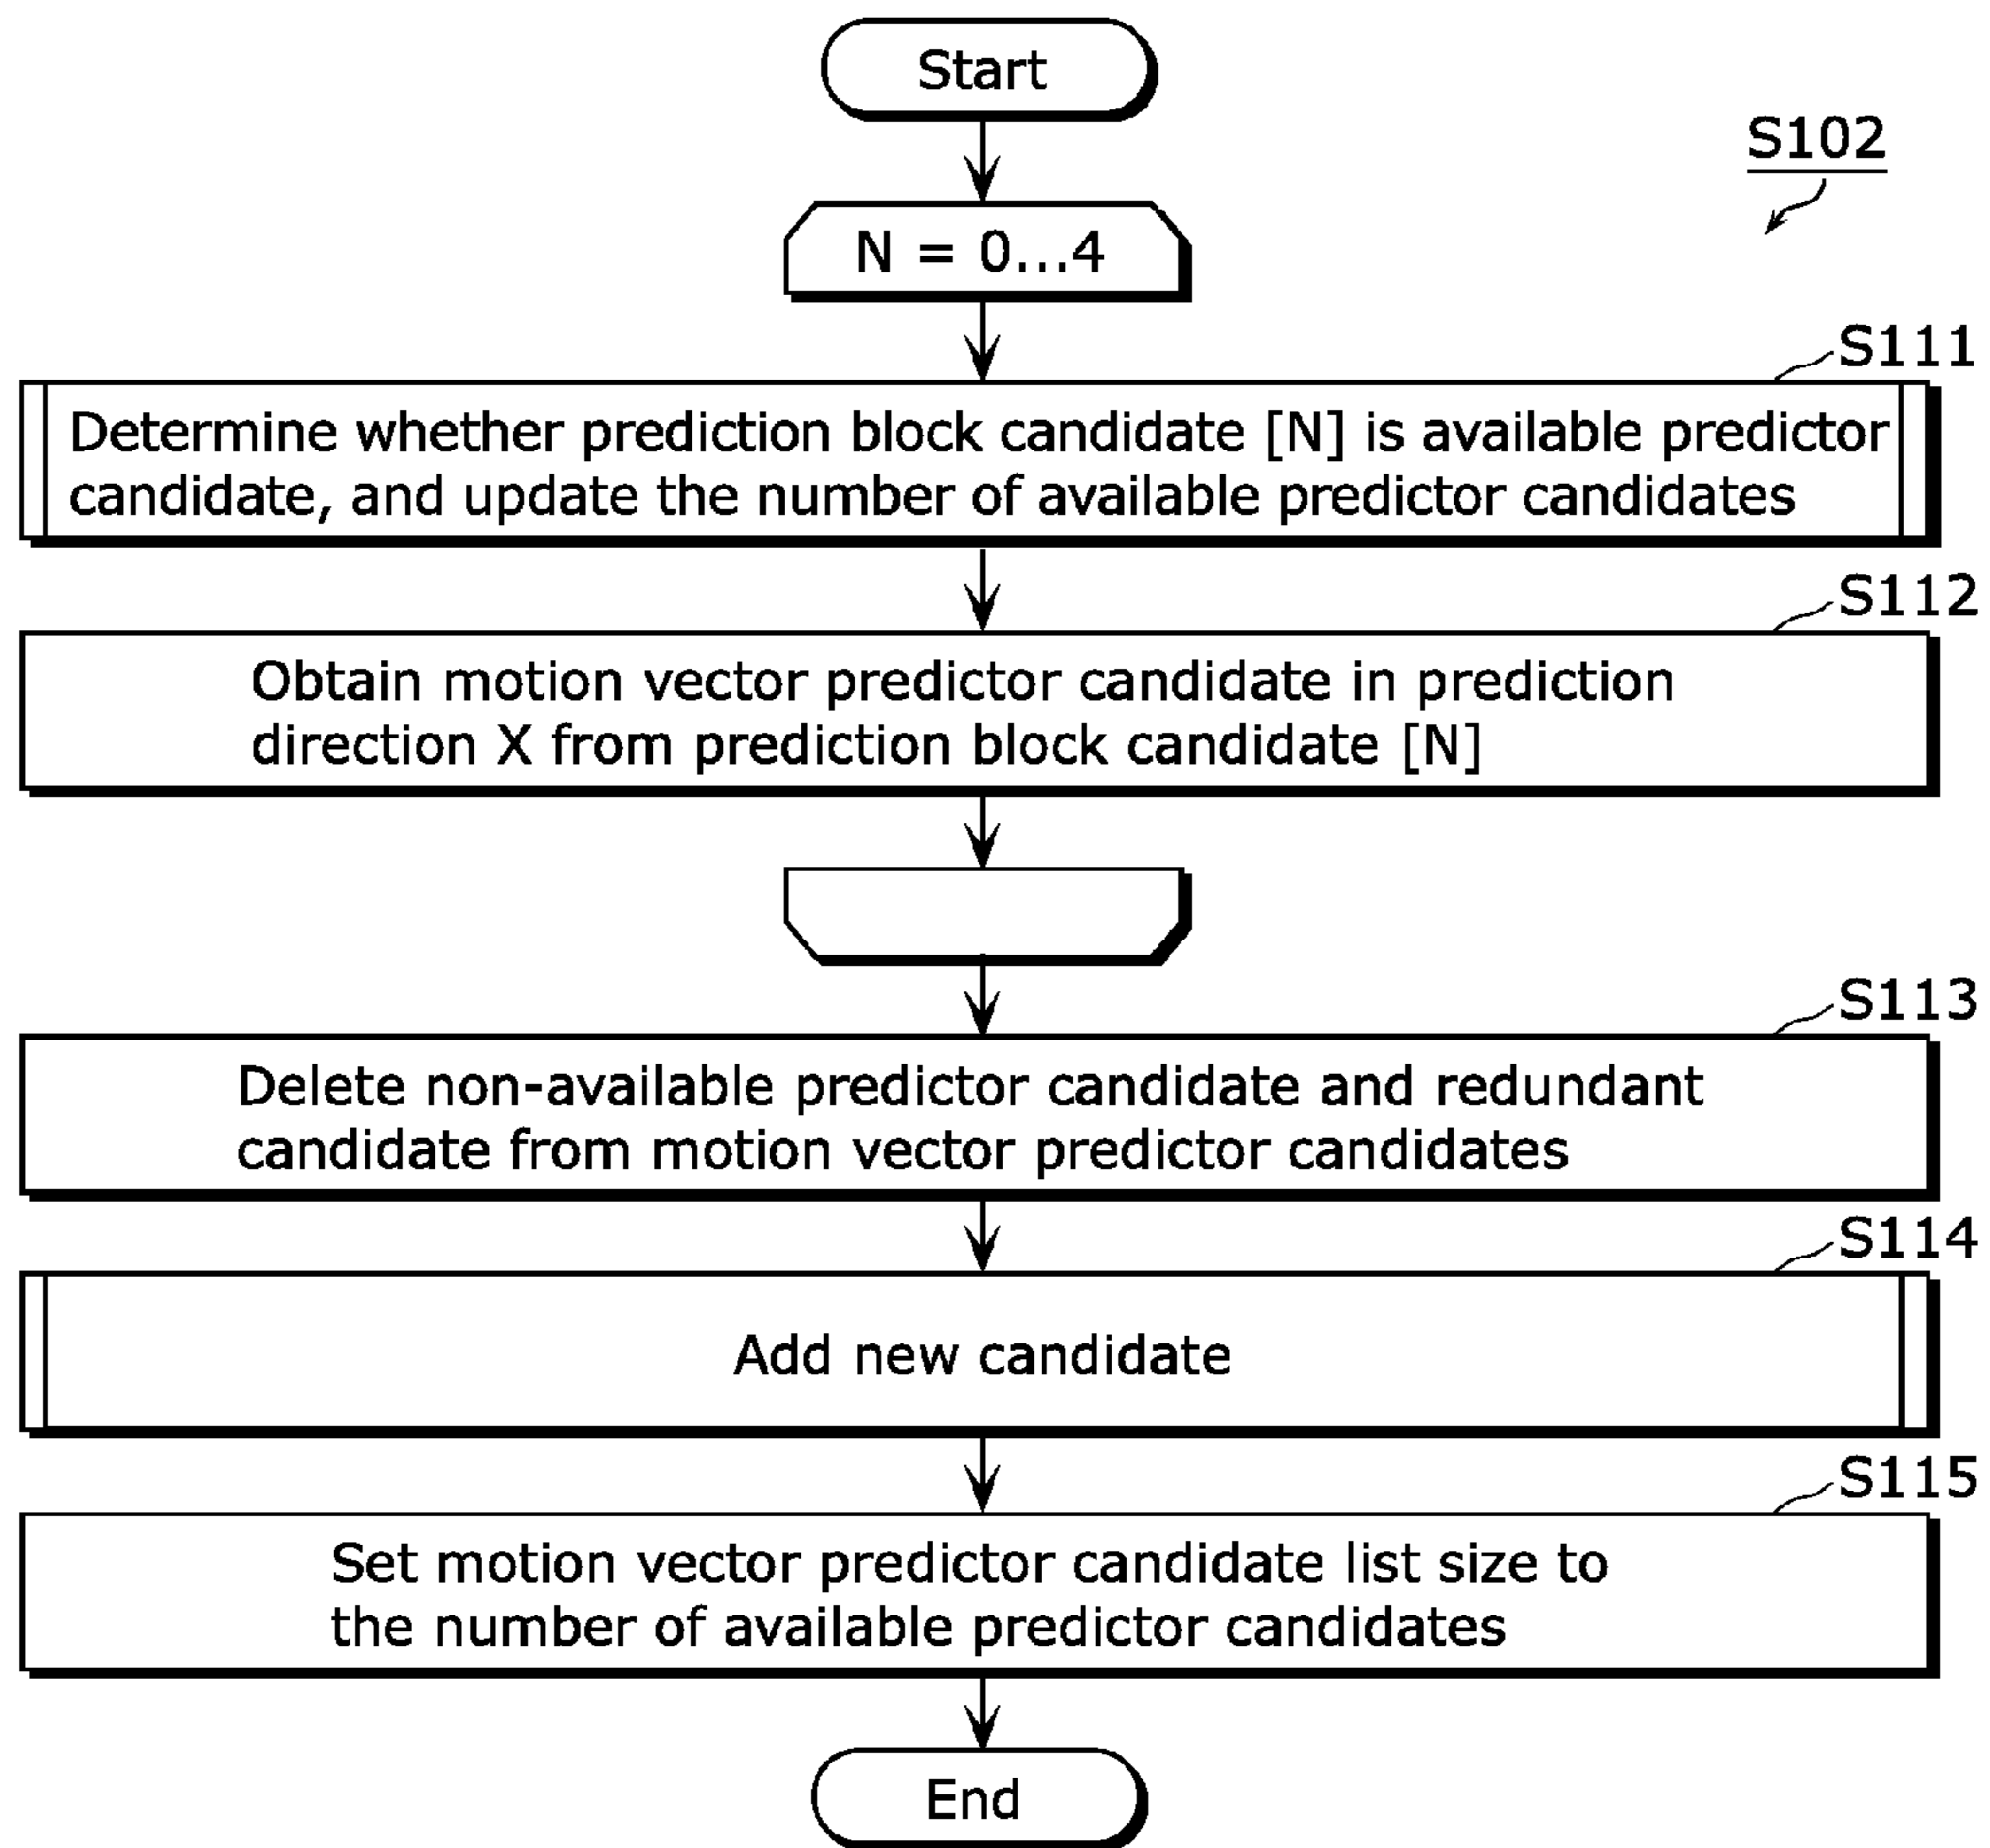 Start
S102
N = 0...4
S111
Determine whether prediction block candidate [N] is available predictor
candidate, and update the number of available predictor candidates
S112
Obtain motion vector predictor candidate in prediction
direction X from prediction block candidate [N]
S113
Delete non-available predictor candidate and redundant
candidate from motion vector predictor candidates
S114
Add new candidate
S115
Set motion vector predictor candidate list size to
the number of available predictor candidates
End